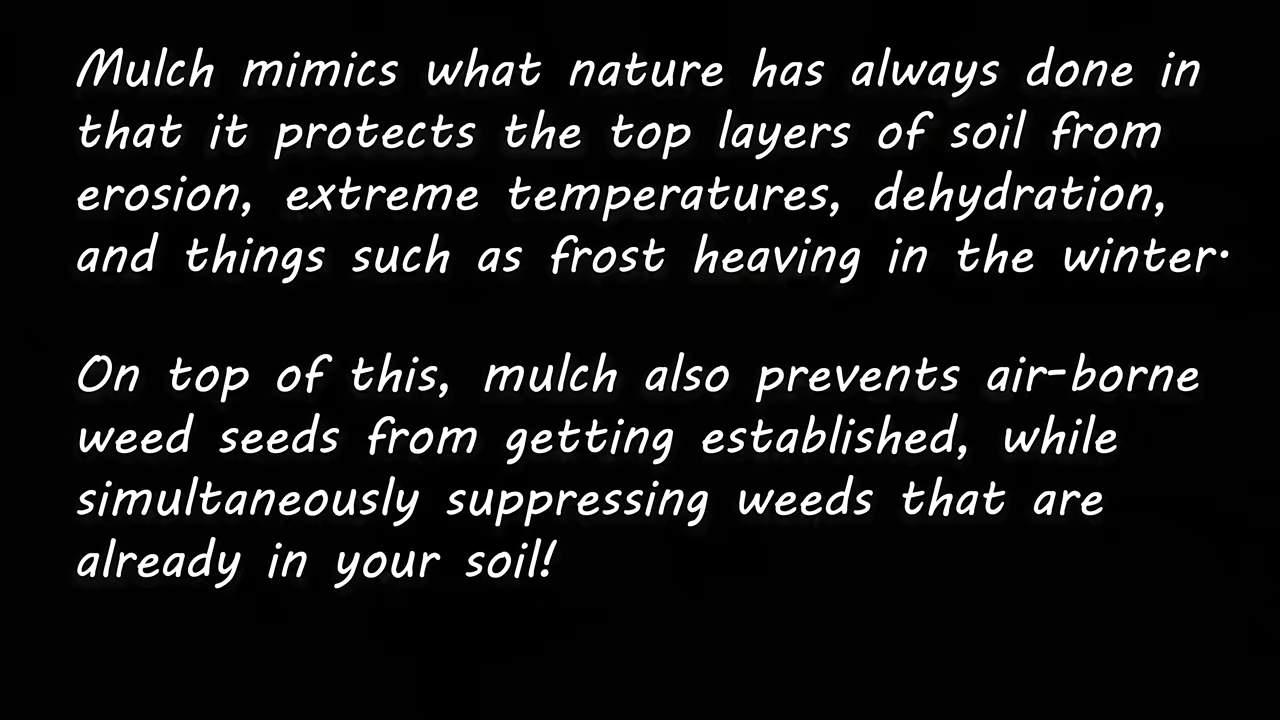 Mulch mimics what nature has always done in
that it protects the top layers of soil from
erosion, extreme temperatures, dehydration,
and things such as frost heaving in the winter.
On top of this, mulch also prevents air-borne
weed seeds from getting established, while
simultaneously suppressing weeds that are
already in your soil!